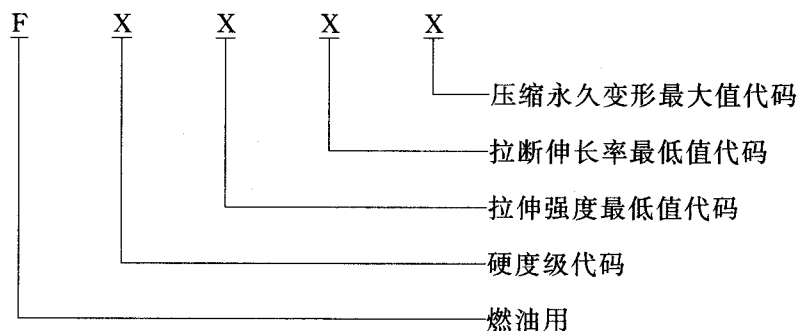 F X X X X
压缩永久变形最大值代码
拉断伸长率最低值代码
拉伸强度最低值代码
硬度级代码
燃油用